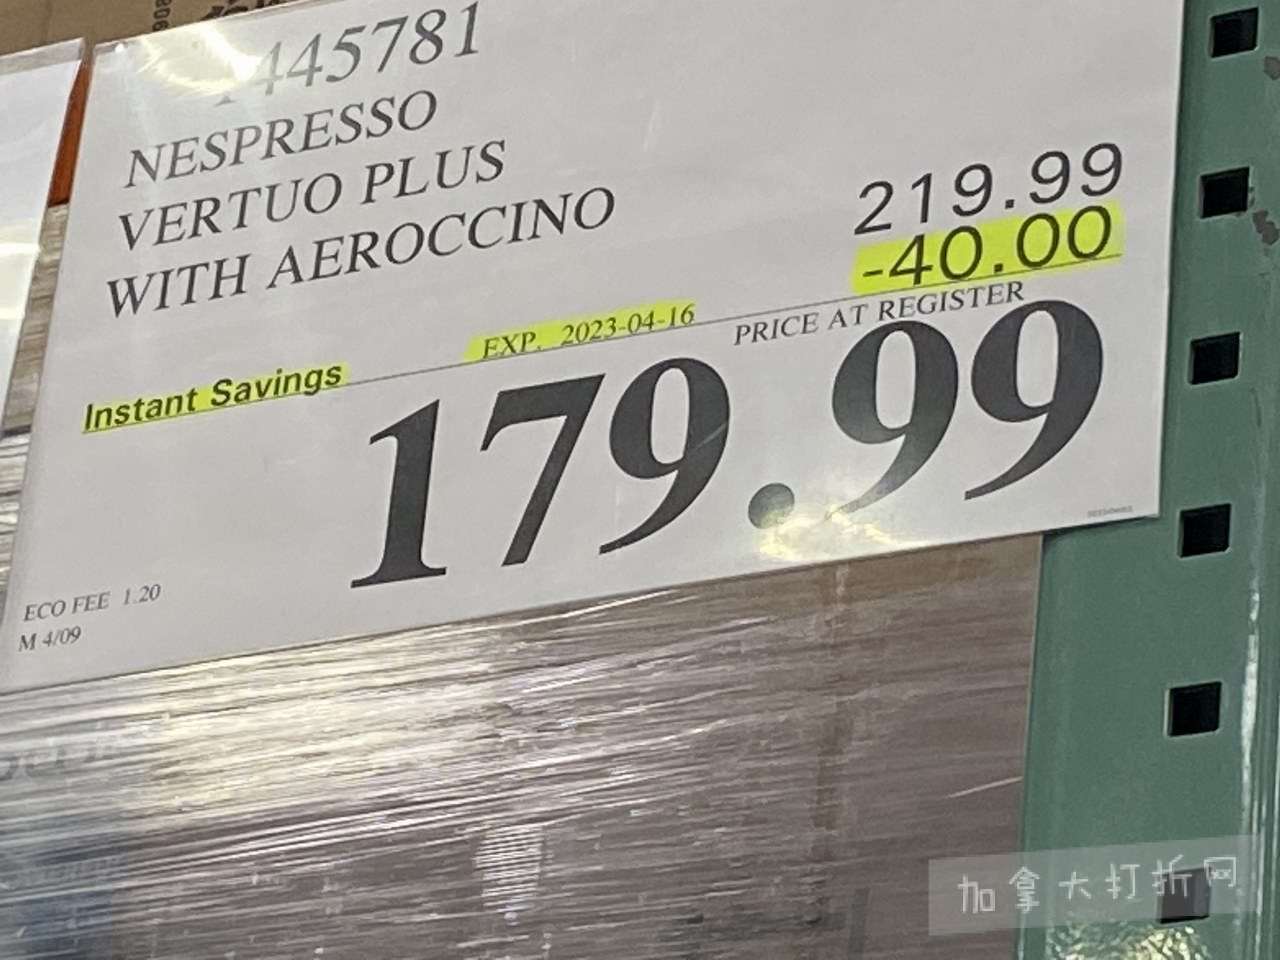 445781
NESPRESSO
VERTUO PLUS
WITH AEROCCINO
219.99
-40.00
Instant Savings
EXP. 2023-04-16
PRICE AT REGISTER
179.99
ECO FEE 1.20
M 4/09
加拿大打折网